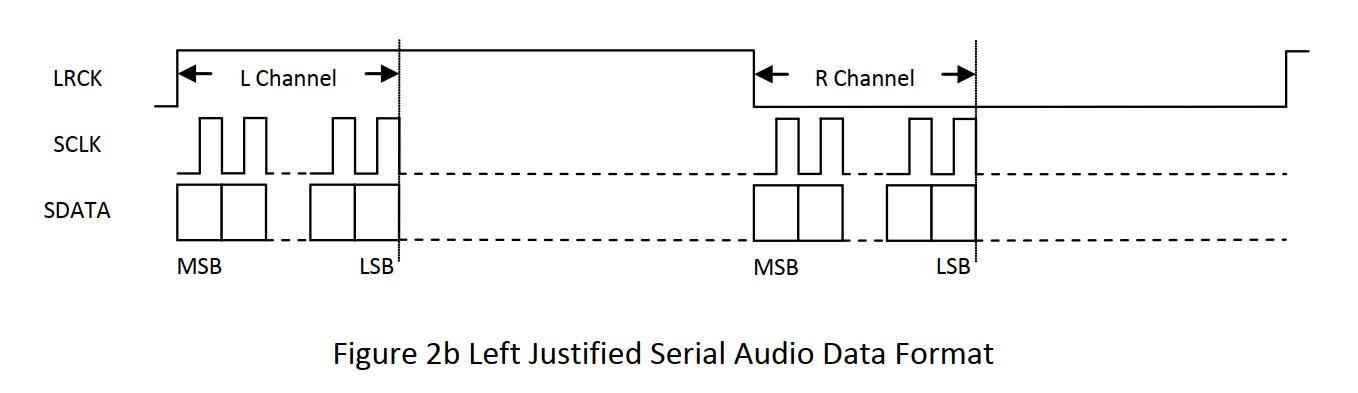 LRCK
L Channel
R Channel
SCLK
SDATA
MSB
LSB
MSB
LSB
Figure 2b Left Justified Serial Audio Data Format